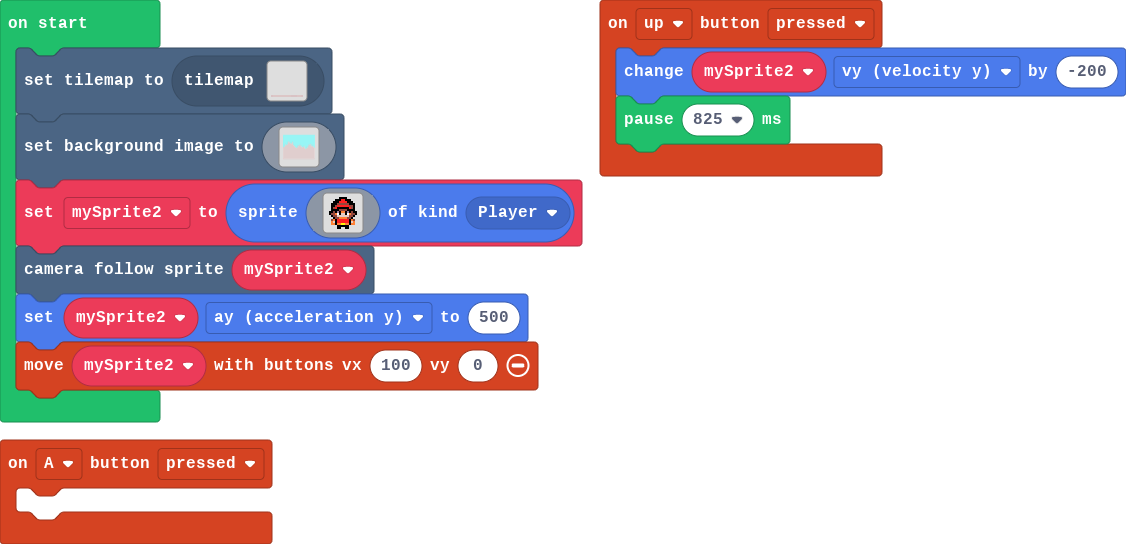 on start
set tilemap to tilemap
set background image to
set mySprite2 to sprite of kind Player
camera follow sprite mySprite2
set mySprite2 ay (acceleration y) to 500
move mySprite2 with buttons vx 100 vy 0
on A button pressed
on up button pressed
change mySprite2 vy (velocity y) by -200
pause 825 ms